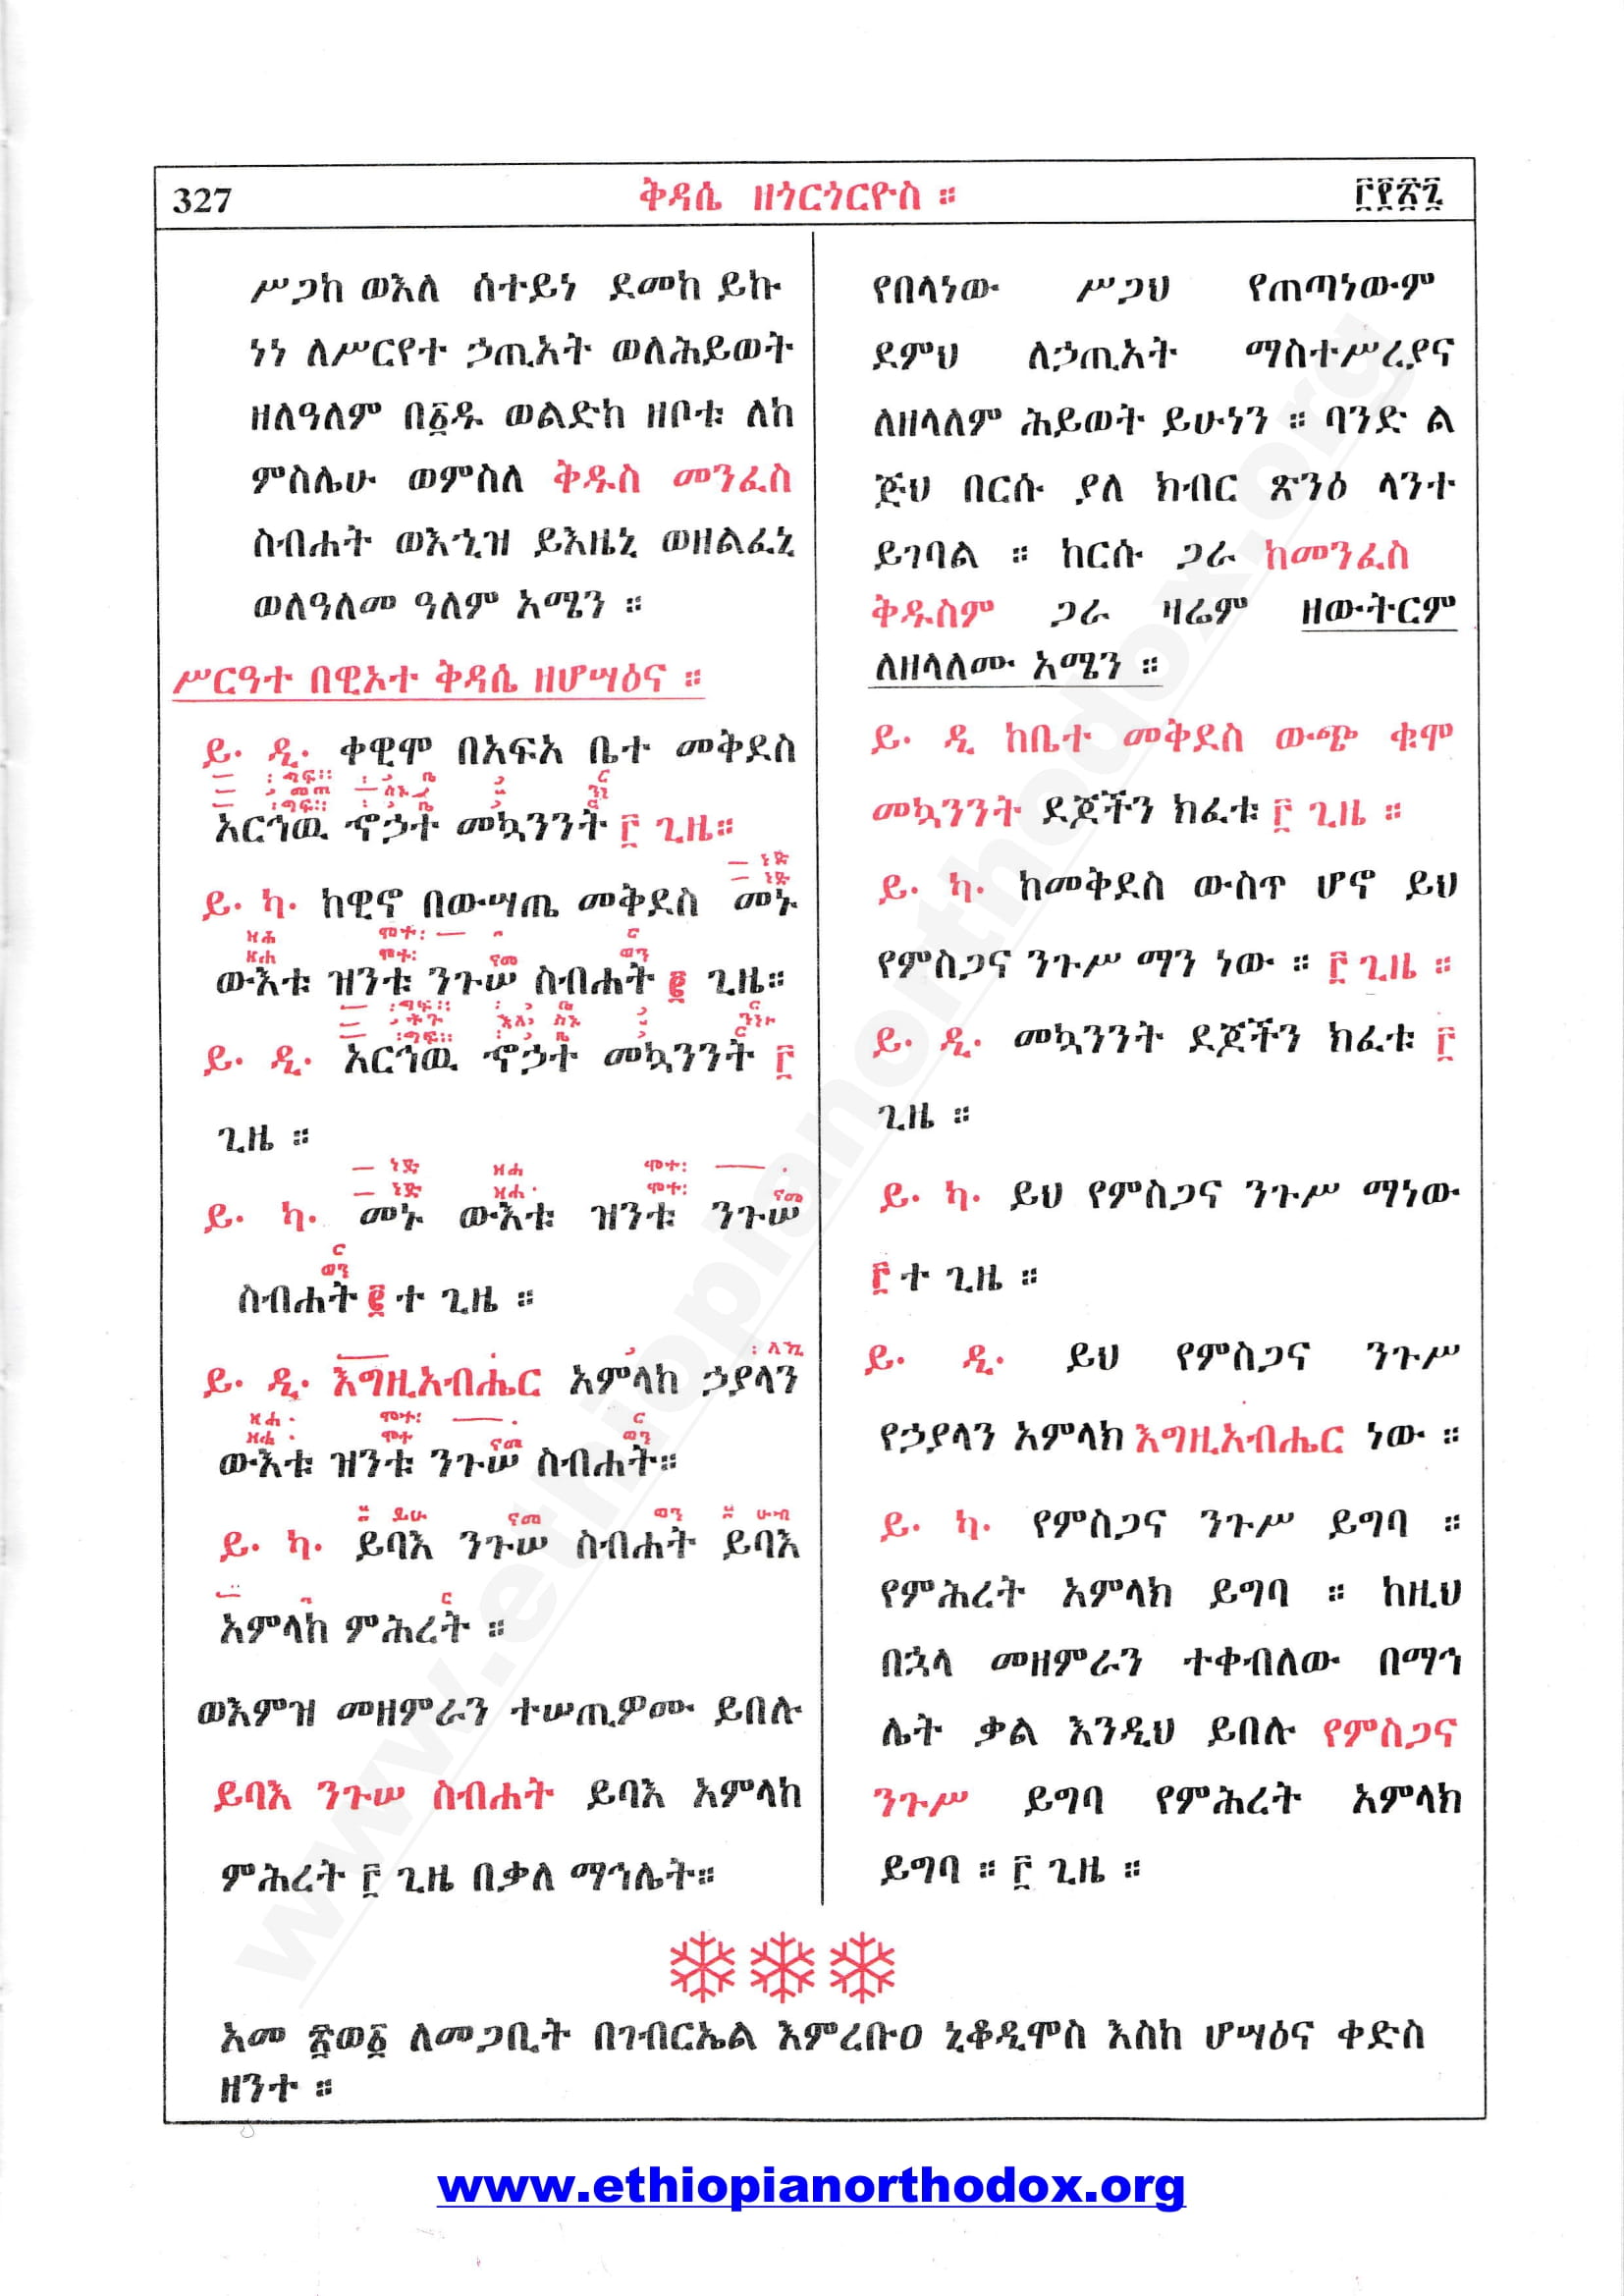 327 ቅዳሴ ዘጎርጎርዮስ ። ፫፻፳፯
ሥጋከ ወእለ ሰተይነ ደመከ ይኩ
ነነ ለሥርየተ ኃጢአት ወለሕይወት
ዘለዓለም በ፩ዱ ወልድከ ዘቦቱ ለከ
ምስሌሁ ወምስለ ቅዱስ መንፈስ
ስብሐት ወእኂዝ ይእዜኒ ወዘልፈኒ
ወለዓለመ ዓለም አሜን ።
ሥርዓተ በዊኦተ ቅዳሴ ዘሆሣዕና ።
ይ· ዲ· ቀዊሞ በአፍአ ቤተ መቅደስ
አርኅዉ ኆኃተ መኳንንት ፫ ጊዜ።
ይ· ካ· ከዊኖ በውሣጤ መቅደስ መኑ
ውእቱ ዝንቱ ንጉሠ ስብሐት ፪ ጊዜ።
ይ· ዲ· አርኅዉ ኆኃተ መኳንንት ፫
ጊዜ ።
ይ· ካ· መኑ ውእቱ ዝንቱ ንጉሠ
ስብሐት ፪ ተ ጊዜ ።
ይ· ዲ· እግዚአብሔር አምላከ ኃያላን
ውእቱ ዝንቱ ንጉሠ ስብሐት።
ይ· ካ· ይባእ ንጉሠ ስብሐት ይባእ
አምላከ ምሕረት ።
ወእምዝ መዘምራን ተሠጢዎሙ ይበሉ
ይባእ ንጉሠ ስብሐት ይባእ አምላከ
ምሕረት ፫ ጊዜ በቃለ ማኅሌት።
የበላነው ሥጋህ የጠጣነውም
ደምህ ለኃጢአት ማስተሥረያና
ለዘላለም ሕይወት ይሁነን ። ባንድ ል
ጅህ በርሱ ያለ ክብር ጽንዕ ላንተ
ይገባል ። ከርሱ ጋራ ከመንፈስ
ቅዱስም ጋራ ዛሬም ዘውትርም
ለዘላለሙ አሜን ።
ይ· ዲ ከቤተ መቅደስ ውጭ ቁሞ
መኳንንት ደጆችን ክፈቱ ፫ ጊዜ ።
ይ· ካ· ከመቅደስ ውስጥ ሆኖ ይህ
የምስጋና ንጉሥ ማን ነው ። ፫ ጊዜ ።
ይ· ዲ· መኳንንት ደጆችን ክፈቱ ፫
ጊዜ ።
ይ· ካ· ይህ የምስጋና ንጉሥ ማነው
፫ ተ ጊዜ ።
ይ· ዲ· ይህ የምስጋና ንጉሥ
የኃያላን አምላክ እግዚአብሔር ነው ።
ይ· ካ· የምስጋና ንጉሥ ይግባ ።
የምሕረት አምላክ ይግባ ። ከዚህ
በኋላ መዘምራን ተቀብለው በማኅ
ሌት ቃል እንዲህ ይበሉ የምስጋና
ንጉሥ ይግባ የምሕረት አምላክ
ይግባ ። ፫ ጊዜ ።
አመ ፳ወ፩ ለመጋቢት በገብርኤል እምረቡዐ ኒቆዲሞስ እስከ ሆሣዕና ቀድስ
ዘንተ ።
www.ethiopianorthodox.org